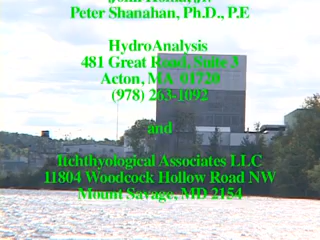 Peter Shanahan, Ph.D., P.E
HydroAnalysis
481 Great Road, Suite 3
Acton, MA 01720
(978) 263-1092
and
Itchthyological Associates LLC
11804 Woodcock Hollow Road NW
Mount Savage, MD 2154